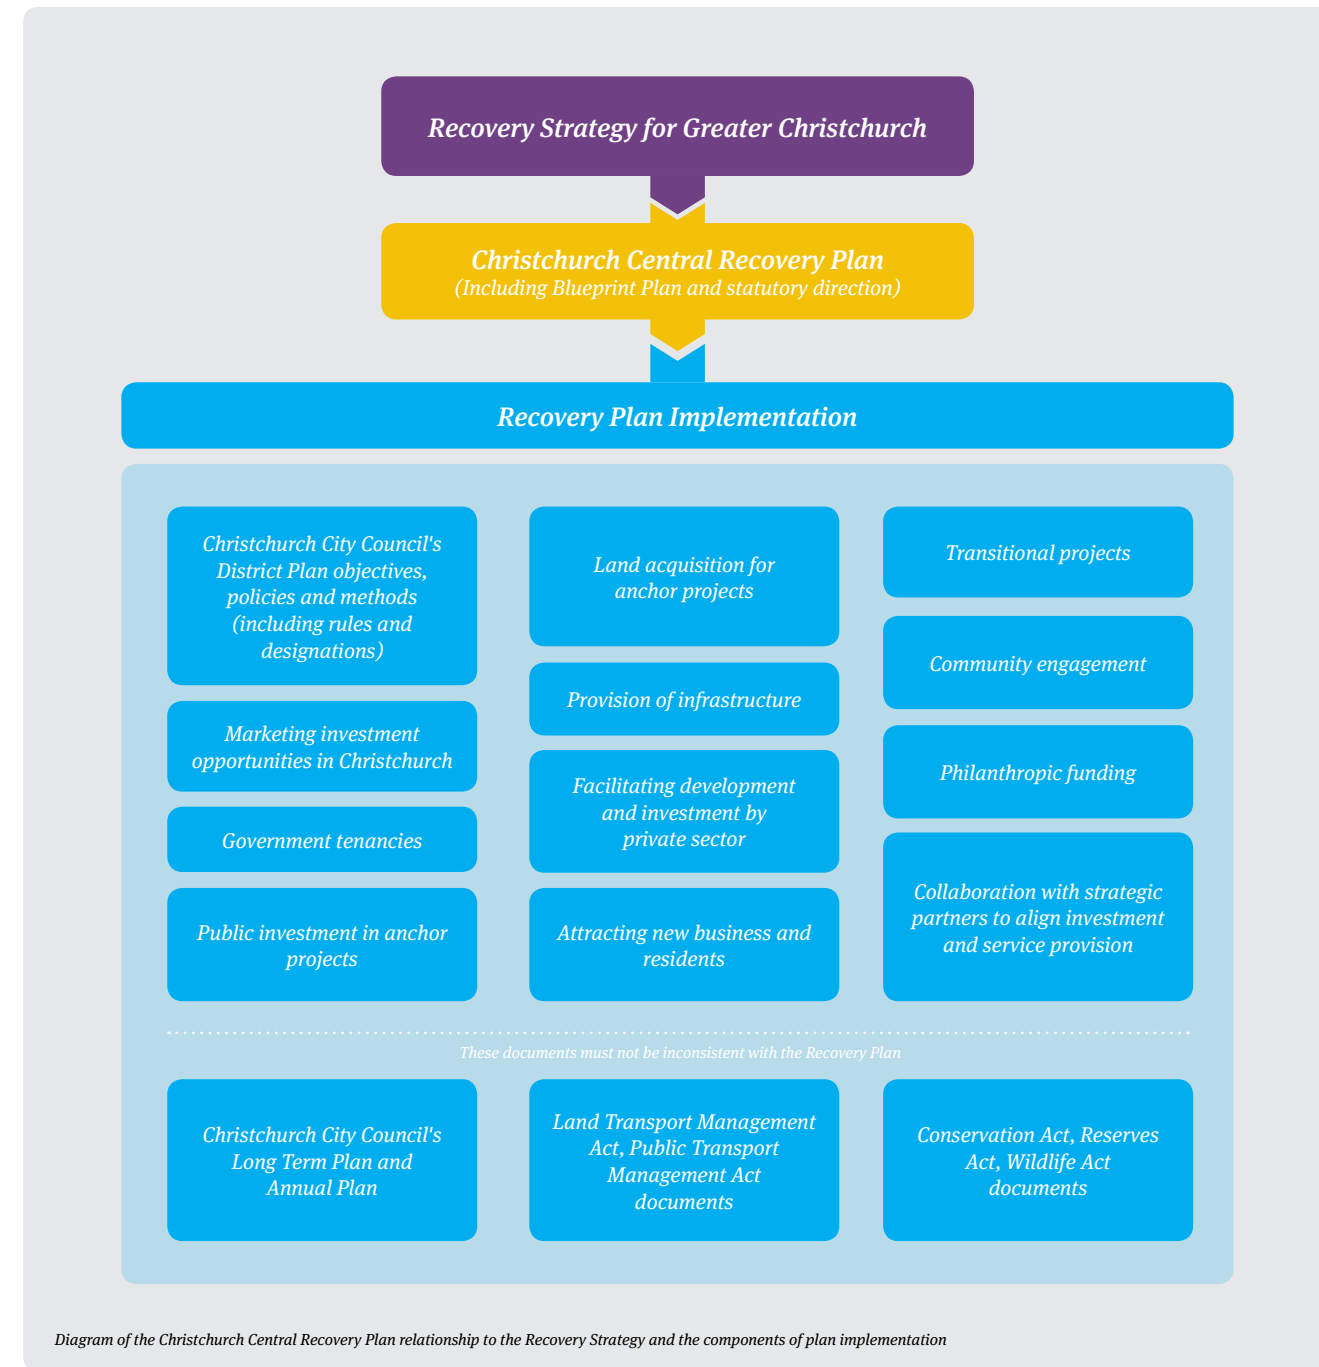 Recovery Strategy for Greater Christchurch
Christchurch Central Recovery Plan
(Including Blueprint Plan and statutory direction)
Recovery Plan Implementation
Christchurch City Council's
District Plan objectives,
policies and methods
(including rules and
designations)
Marketing investment
opportunities in Christchurch
Government tenancies
Public investment in anchor
projects
Land acquisition for
anchor projects
Provision of infrastructure
Facilitating development
and investment by
private sector
Attracting new business and
residents
Transitional projects
Community engagement
Philanthropic funding
Collaboration with strategic
partners to align investment
and service provision
These documents must not be inconsistent with the Recovery Plan
Christchurch City Council's
Long Term Plan and
Annual Plan
Land Transport Management
Act, Public Transport
Management Act
documents
Conservation Act, Reserves
Act, Wildlife Act
documents
Diagram of the Christchurch Central Recovery Plan relationship to the Recovery Strategy and the components of plan implementation